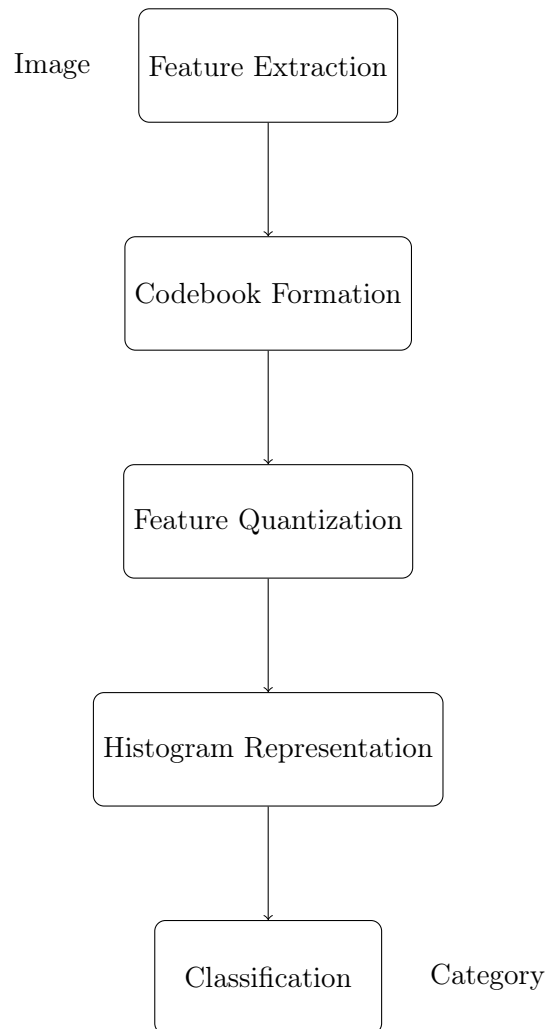 Image
Feature Extraction
Codebook Formation
Feature Quantization
Histogram Representation
Classification
Category